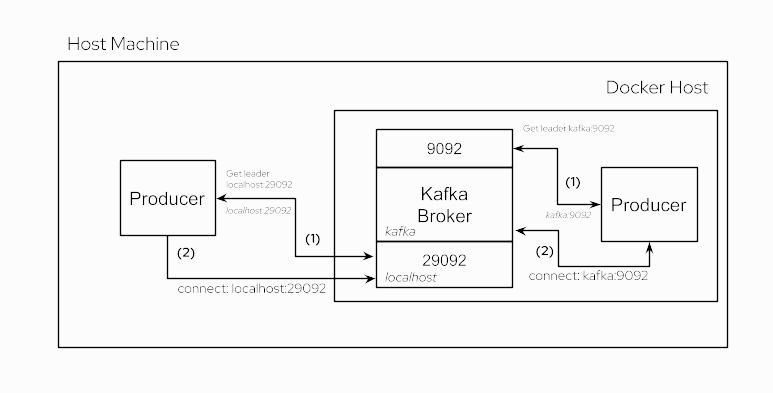 Host Machine
Docker Host
Get leader kafka:9092
9092
(1)
Get leader
localhost:29092
Producer
localhost:29092
Kafka
Broker
kafka
kafka:9092
Producer
(1)
(2)
(2)
29092
localhost
connect: kafka:9092
connect: localhost:29092